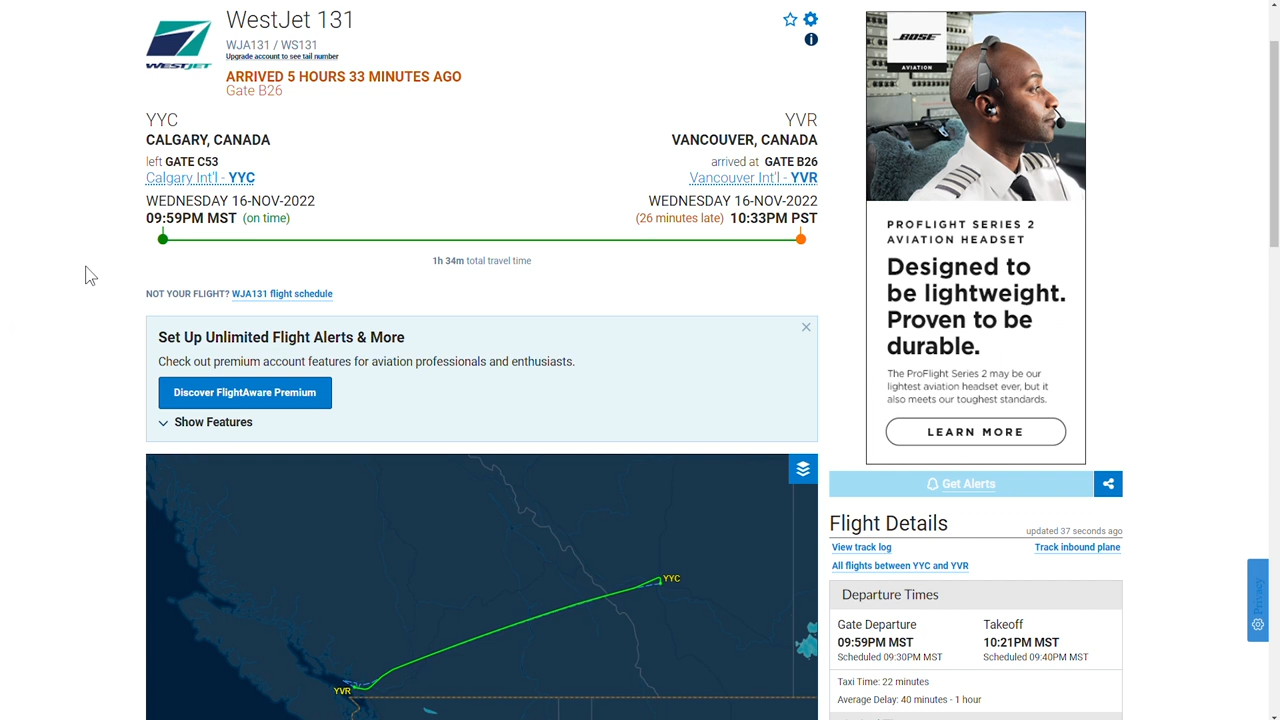 WestJet 131
WJA131 / WS131
Upgrade account to see tail number
ARRIVED 5 HOURS 33 MINUTES AGO
Gate B26
WESTJET
YYC
CALGARY, CANADA
left GATE C53
Calgary Int'l - YYC
WEDNESDAY 16-NOV-2022
09:59PM MST (on time)
YVR
VANCOUVER, CANADA
arrived at GATE B26
Vancouver Int'l - YVR
WEDNESDAY 16-NOV-2022
(26 minutes late) 10:33PM PST
1h 34m total travel time
NOT YOUR FLIGHT? WJA131 flight schedule
Set Up Unlimited Flight Alerts & More
Check out premium account features for aviation professionals and enthusiasts.
Discover FlightAware Premium
Show Features
YYC
YVR
BOSE
AVIATION
PROFLIGHT SERIES 2
AVIATION HEADSET
Designed to
be lightweight.
Proven to be
durable.
The ProFlight Series 2 may be our
lightest aviation headset ever, but it
also meets our toughest standards.
LEARN MORE
Get Alerts
Flight Details
updated 37 seconds ago
View track log
Track inbound plane
All flights between YYC and YVR
Departure Times
Gate Departure
09:59PM MST
Scheduled 09:30PM MST
Takeoff
10:21PM MST
Scheduled 09:40PM MST
Taxi Time: 22 minutes
Average Delay: 40 minutes - 1 hour
Privacy